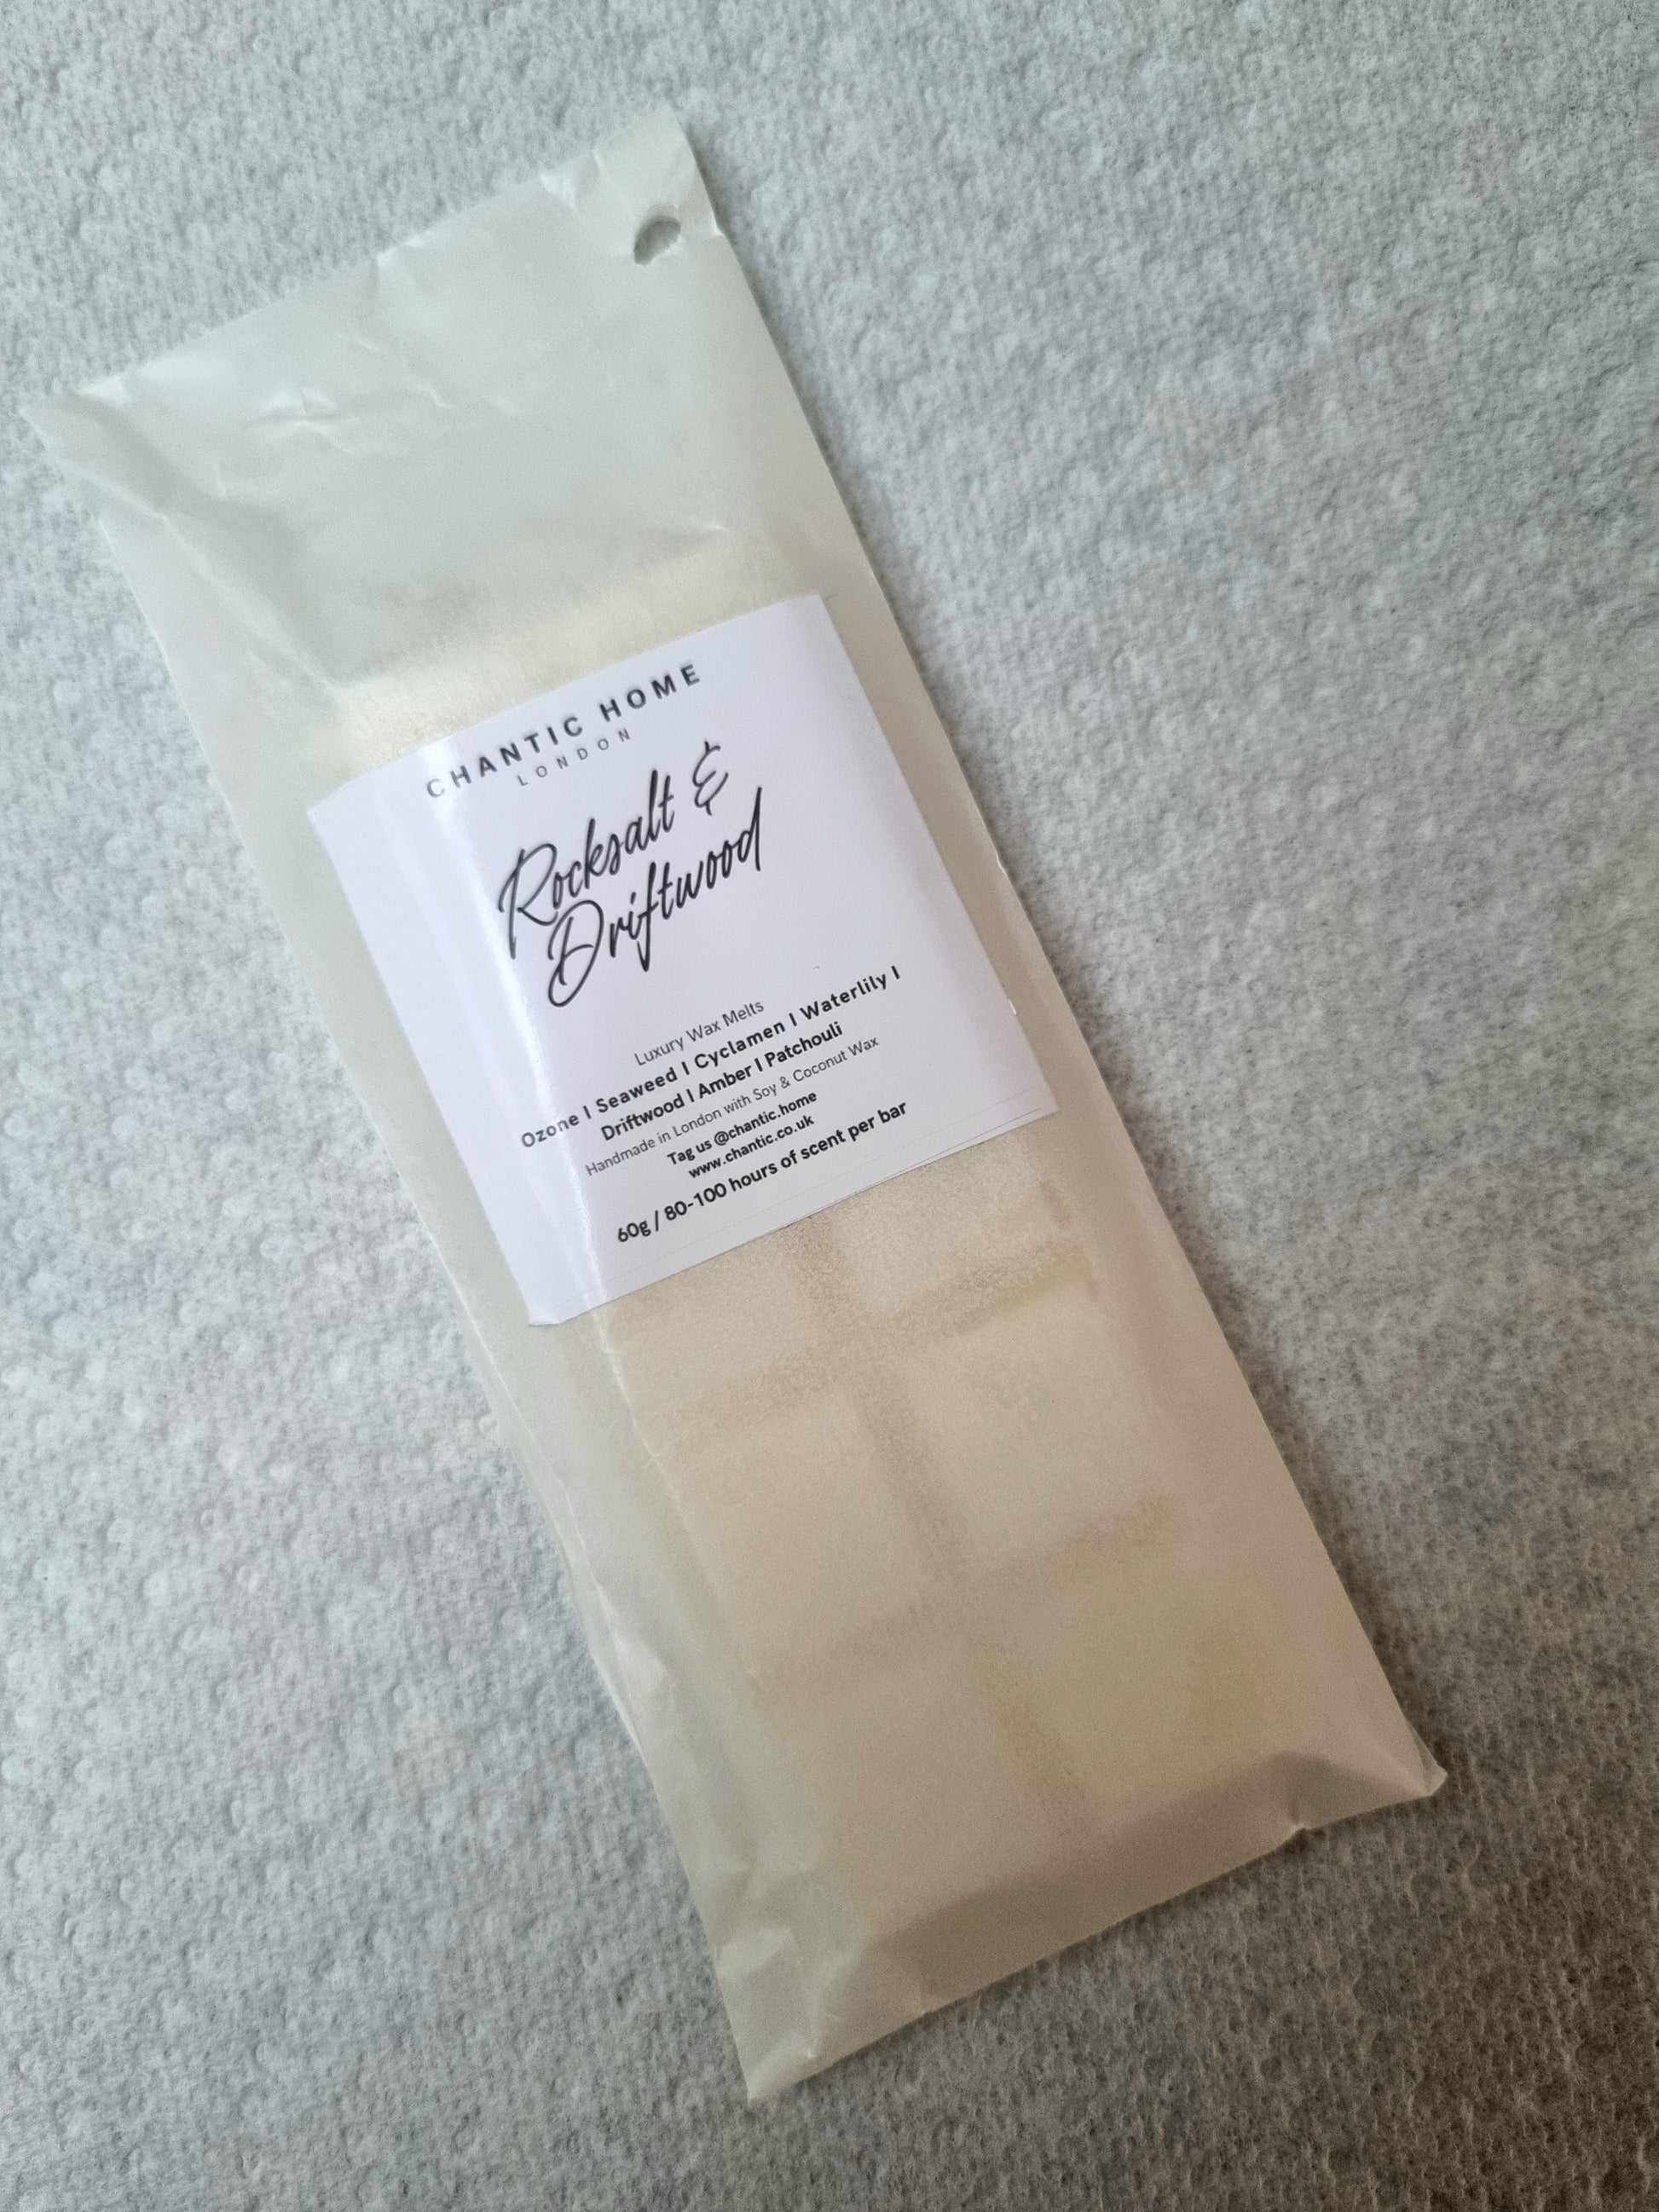 CHANTIC HOME
LONDON
Rocksalt &
Driftwood
Luxury Wax Melts
Ozone I Seaweed I Cyclamen I Waterlily I
Driftwood I Amber I Patchouli
Handmade in London with Soy & Coconut Wax
Tag us @chantic.home
www.chantic.co.uk
60g / 80-100 hours of scent per bar